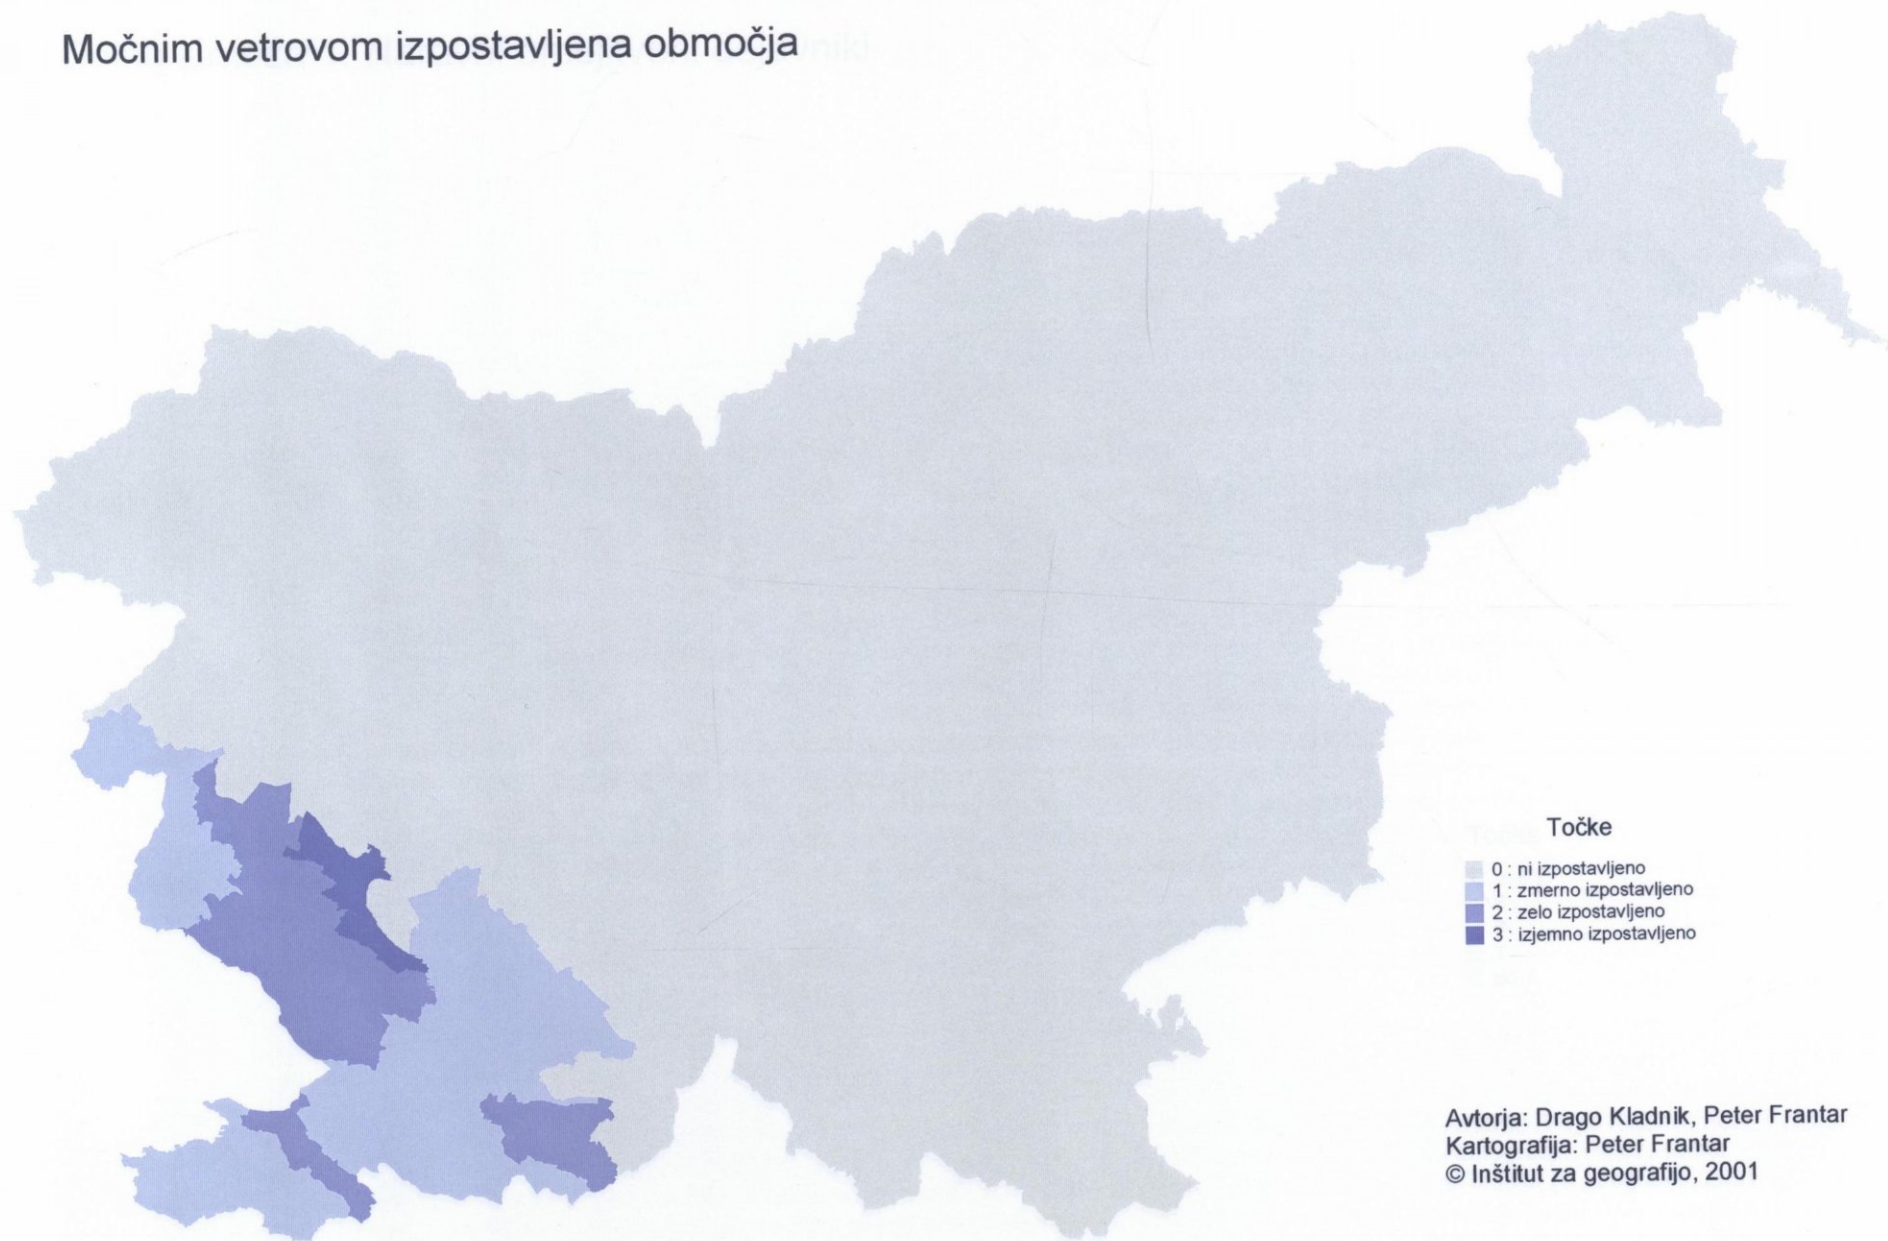 Močnim vetrovom izpostavljena območja
Točke
0 : ni izpostavljeno
1 : zmerno izpostavljeno
2 : zelo izpostavljeno
3 : izjemno izpostavljeno
Avtorja: Drago Kladnik, Peter Frantar
Kartografija: Peter Frantar
© Inštitut za geografijo, 2001